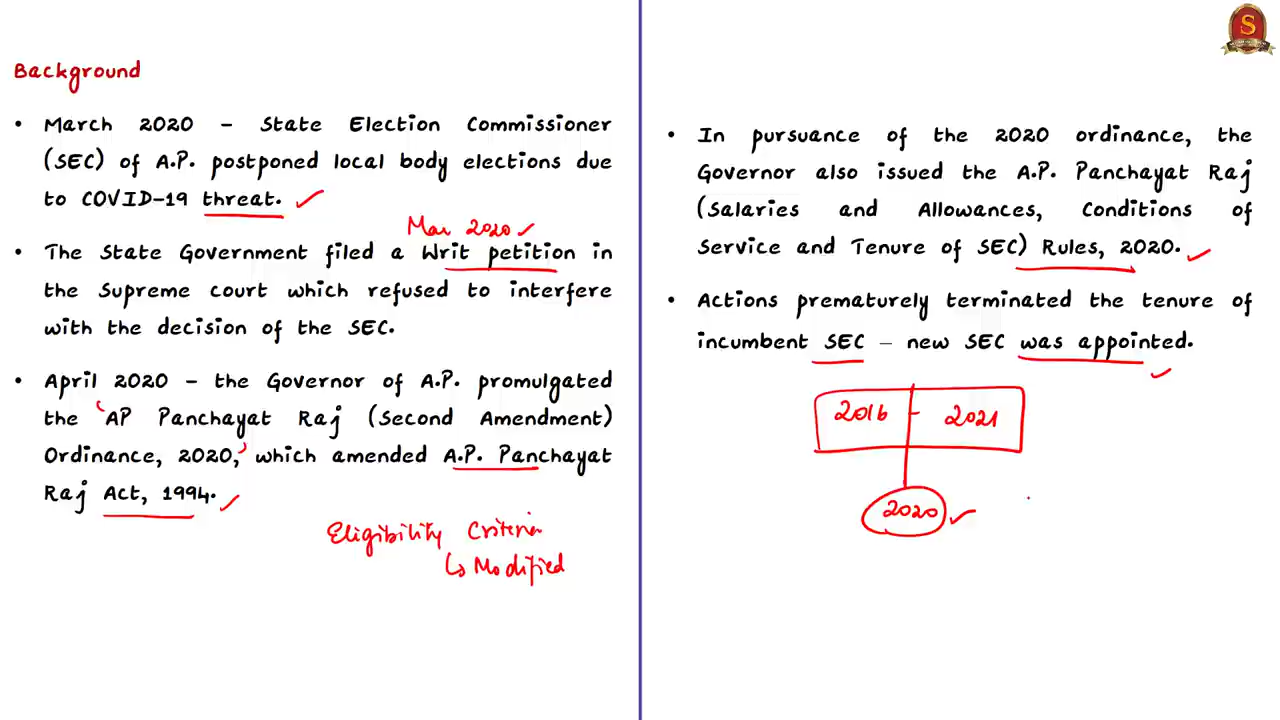 Background
• March 2020 – State Election Commissioner
(SEC) of A.P. postponed local body elections due
to COVID-19 threat.
Mar 2020
• The State Government filed a Writ petition in
the Supreme court which refused to interfere
with the decision of the SEC.
• April 2020 – the Governor of A.P. promulgated
the 'AP Panchayat Raj (Second Amendment)
Ordinance, 2020,' which amended A.P. Panchayat
Raj Act, 1994.
Eligibility Criteria
↳ Modified
• In pursuance of the 2020 ordinance, the
Governor also issued the A.P. Panchayat Raj
(Salaries and Allowances, Conditions of
Service and Tenure of SEC) Rules, 2020.
• Actions prematurely terminated the tenure of
incumbent SEC – new SEC was appointed.
2016 - 2021
2020
S